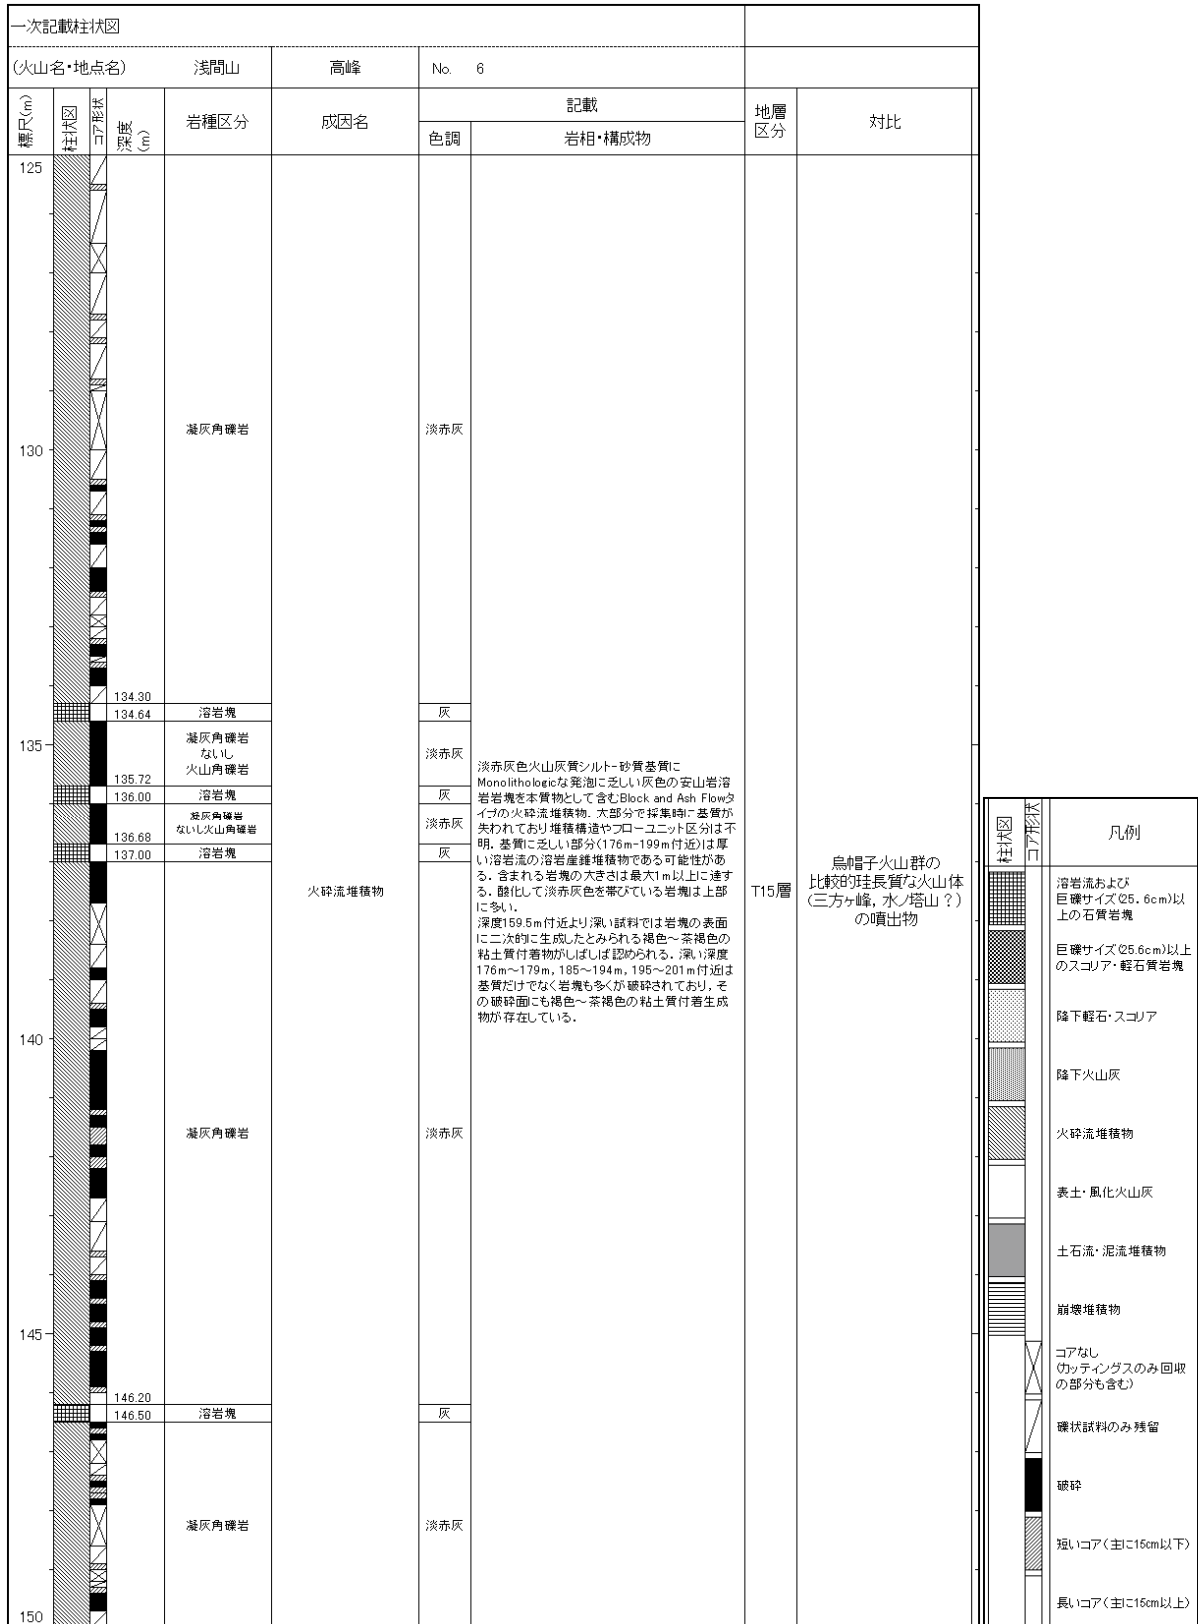 一次記載柱状図
(火山名・地点名) 浅間山 高峰 No. 6
標尺(m) 柱状図 コア形状 深度(m) 岩種区分 成因名 記載 地層区分 対比
色調 岩相・構成物
125
凝灰角礫岩 淡赤灰
130
134.30
134.64 溶岩塊 灰
135
凝灰角礫岩
ないし
火山角礫岩
淡赤灰
135.72
136.00 溶岩塊 灰
凝灰角礫岩
ないし火山角礫岩
淡赤灰
136.68
137.00 溶岩塊 灰
火砕流堆積物
淡赤灰色火山灰質シルト-砂質基質に
Monolithologicな発泡に乏しい灰色の安山岩溶
岩岩塊を本質物として含むBlock and Ash Flowタ
イプの火砕流堆積物．大部分で採集時に基質が
失われており堆積構造やフローユニット区分は不
明．基質に乏しい部分(176m-199m付近)は厚
い溶岩流の溶岩崖錐堆積物である可能性があ
る．含まれる岩塊の大きさは最大1m以上に達す
る．酸化して淡赤灰色を帯びている岩塊は上部
に多い．
深度159.5m付近より深い試料では岩塊の表面
に二次的に生成したとみられる褐色～茶褐色の
粘土質付着物がしばしば認められる．深い深度
176m～179m，185～194m，195～201m付近は
基質だけでなく岩塊も多くが破砕されており，そ
の破砕面にも褐色～茶褐色の粘土質付着生成
物が存在している．
T15層
烏帽子火山群の
比較的珪長質な火山体
(三方ヶ峰，水ノ塔山？)
の噴出物
140
凝灰角礫岩 淡赤灰
145
146.20
146.50 溶岩塊 灰
凝灰角礫岩 淡赤灰
150
柱状図 コア形状 凡例
溶岩流および
巨礫サイズ(25.6cm)以
上の石質岩塊
巨礫サイズ(25.6cm)以上
のスコリア・軽石質岩塊
降下軽石・スコリア
降下火山灰
火砕流堆積物
表土・風化火山灰
土石流・泥流堆積物
崩壊堆積物
コアなし
(カッティングスのみ回収
の部分も含む)
礫状試料のみ残留
破砕
短いコア(主に15cm以下)
長いコア(主に15cm以上)